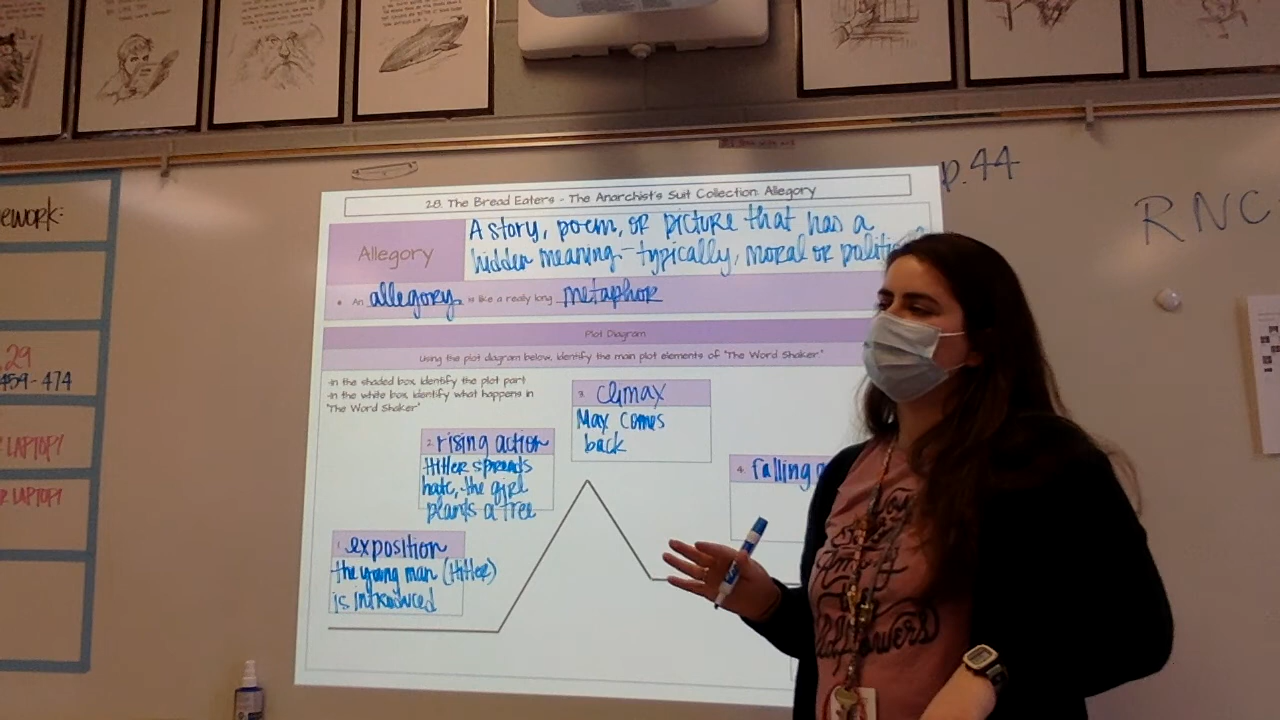 p.44
RNC
28. The Bread Eaters - The Anarchist's Suit Collection: Allegory
Allegory
A story, poem, or picture that has a
hidden meaning - typically, moral or
• An allegory is like a really long metaphor
Plot Diagram
Using the plot diagram below, identify the main plot elements of "The Word Shaker."
-In the shaded box, identify the plot part
-In the white box, identify what happens in
"The Word Shaker"
3. climax
Max comes
back
2. rising action
Hitler spreads
hate, the girl
plants a tree
4. falling
1. exposition
the young man (Hitler)
is introduced
29
459-474
LAPTOP!
LAPTOP!